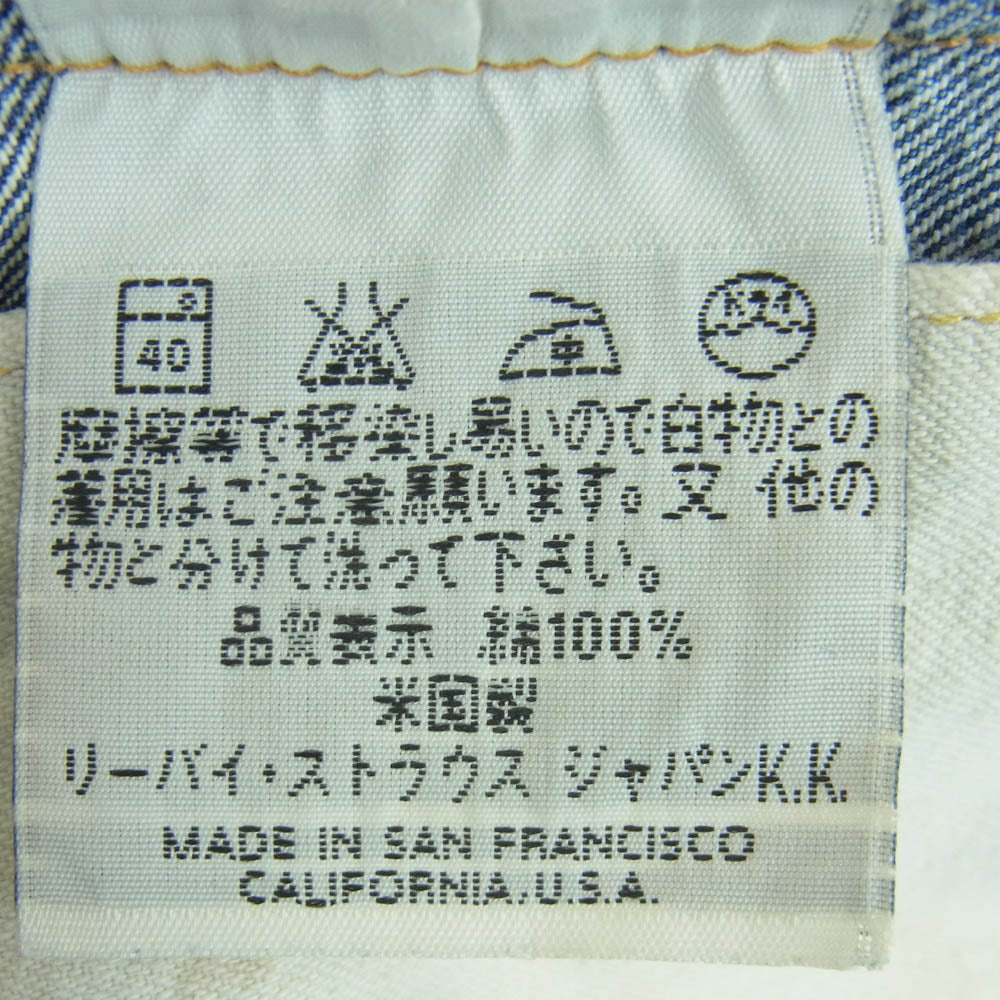 40
ドライ
摩擦等で移染し易いので白物との
着用はご注意願います。又 他の
物と分けて洗って下さい。
品質表示 綿100%
米国製
リーバイ・ストラウス ジャパンK.K.
MADE IN SAN FRANCISCO
CALIFORNIA.U.S.A.